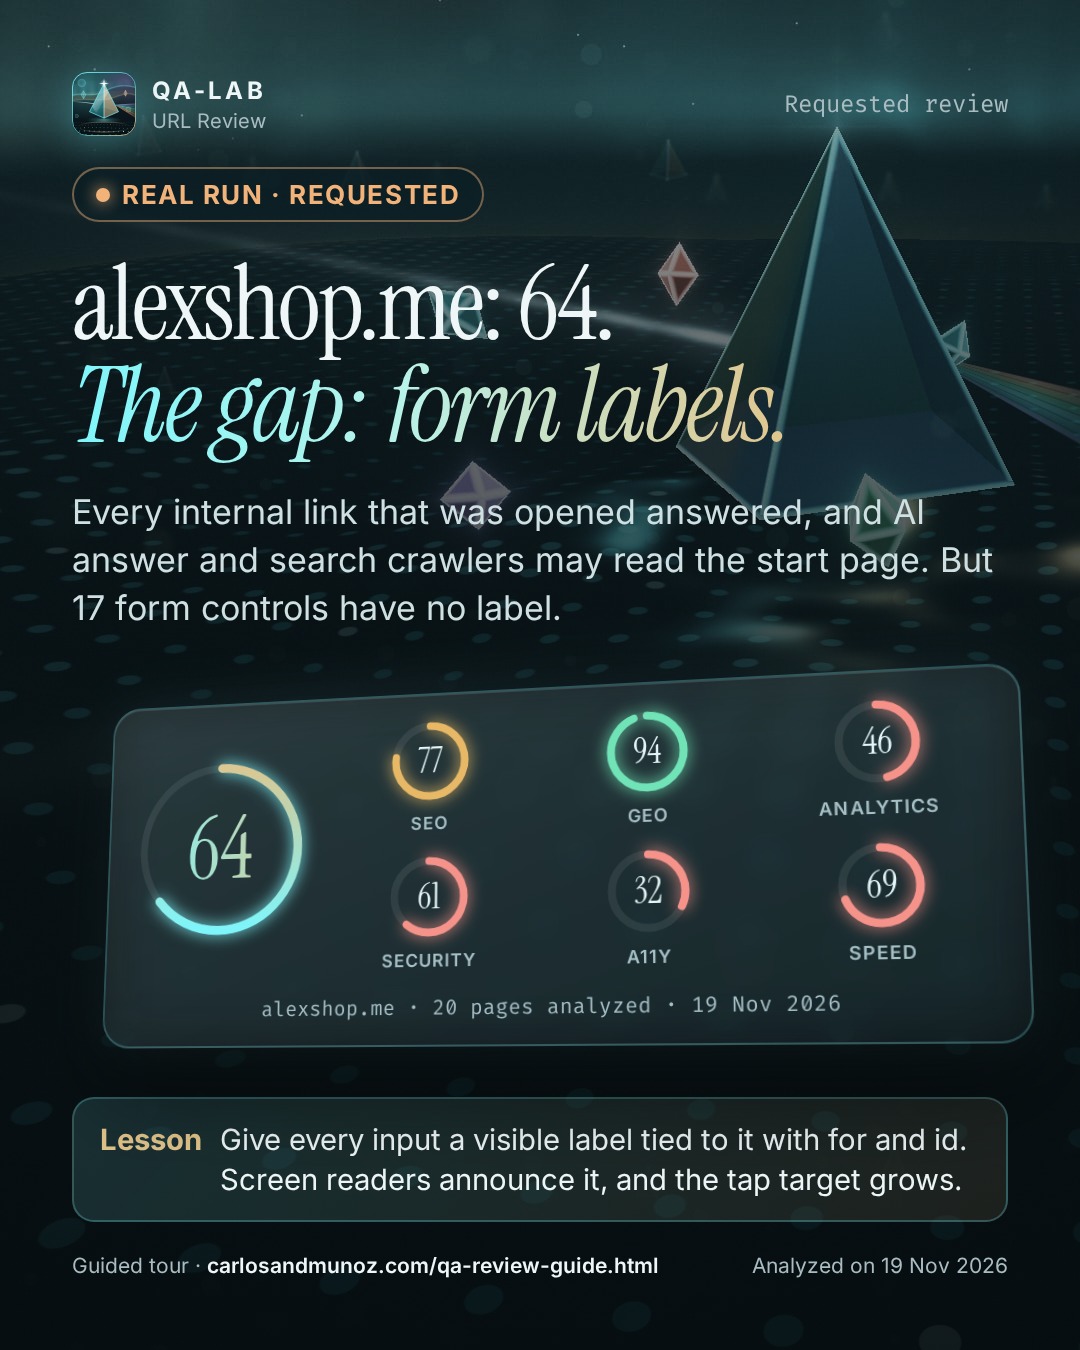 QA-LAB
URL Review
Requested review
REAL RUN · REQUESTED
alexshop.me: 64.
The gap: form labels.
Every internal link that was opened answered, and AI
answer and search crawlers may read the start page. But
17 form controls have no label.
64
77
SEO
94
GEO
46
ANALYTICS
61
SECURITY
32
A11Y
69
SPEED
alexshop.me · 20 pages analyzed · 19 Nov 2026
Lesson Give every input a visible label tied to it with for and id.
Screen readers announce it, and the tap target grows.
Guided tour · carlosandmunoz.com/qa-review-guide.html
Analyzed on 19 Nov 2026